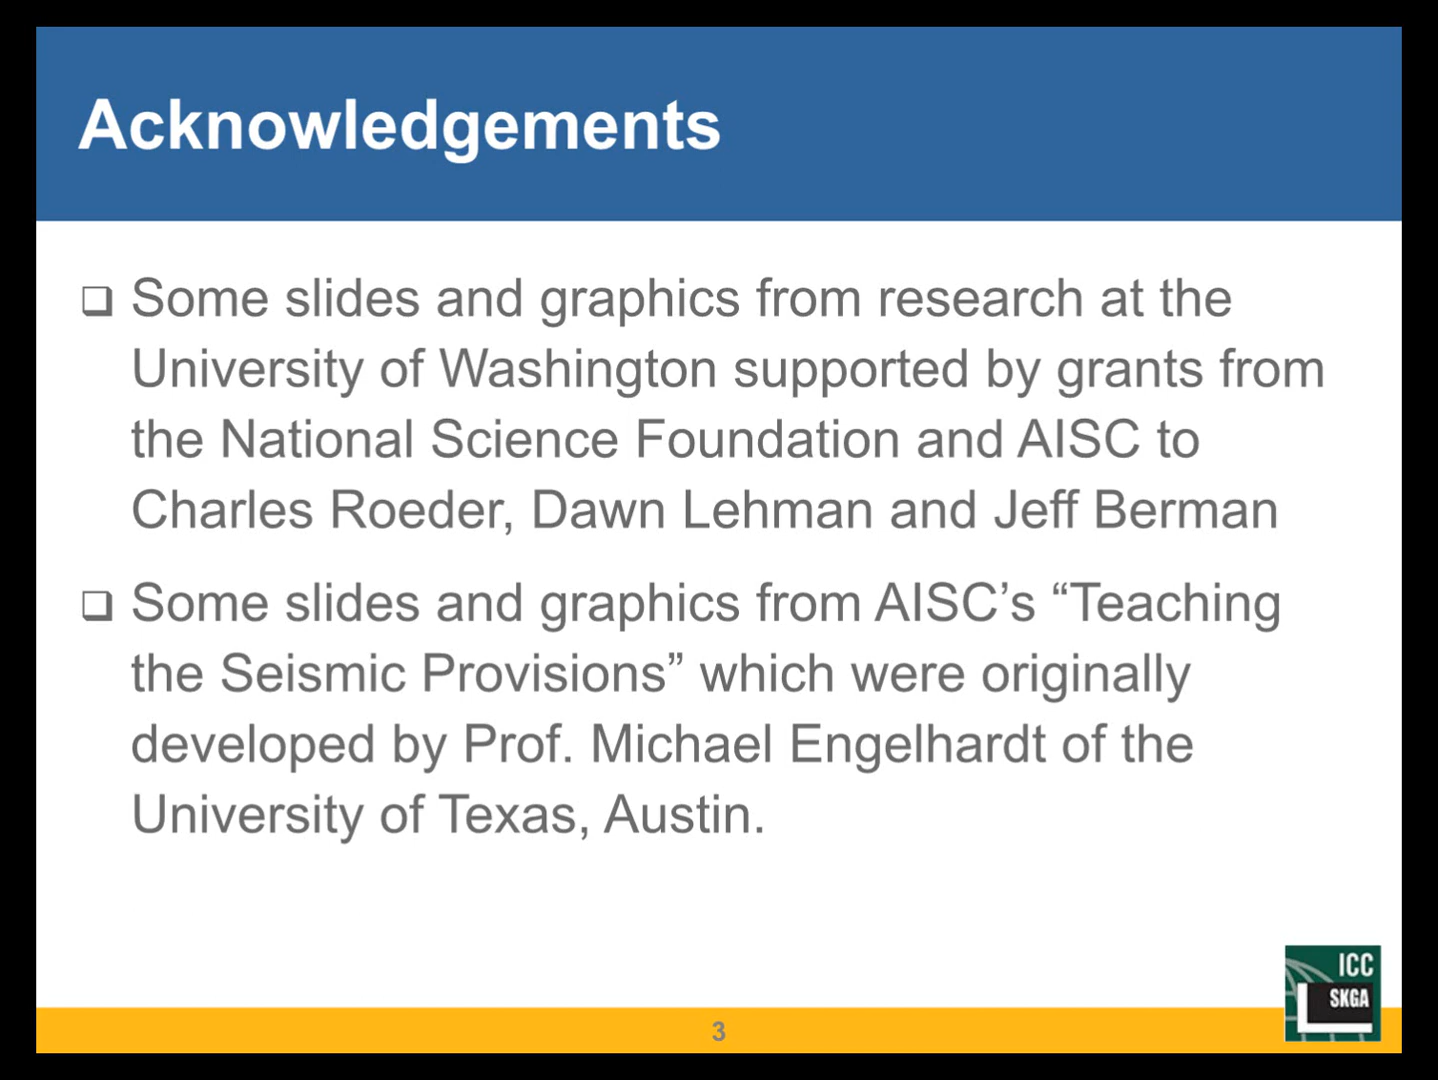 Acknowledgements
Some slides and graphics from research at the
University of Washington supported by grants from
the National Science Foundation and AISC to
Charles Roeder, Dawn Lehman and Jeff Berman
Some slides and graphics from AISC’s “Teaching
the Seismic Provisions” which were originally
developed by Prof. Michael Engelhardt of the
University of Texas, Austin.
ICC
SKGA
3